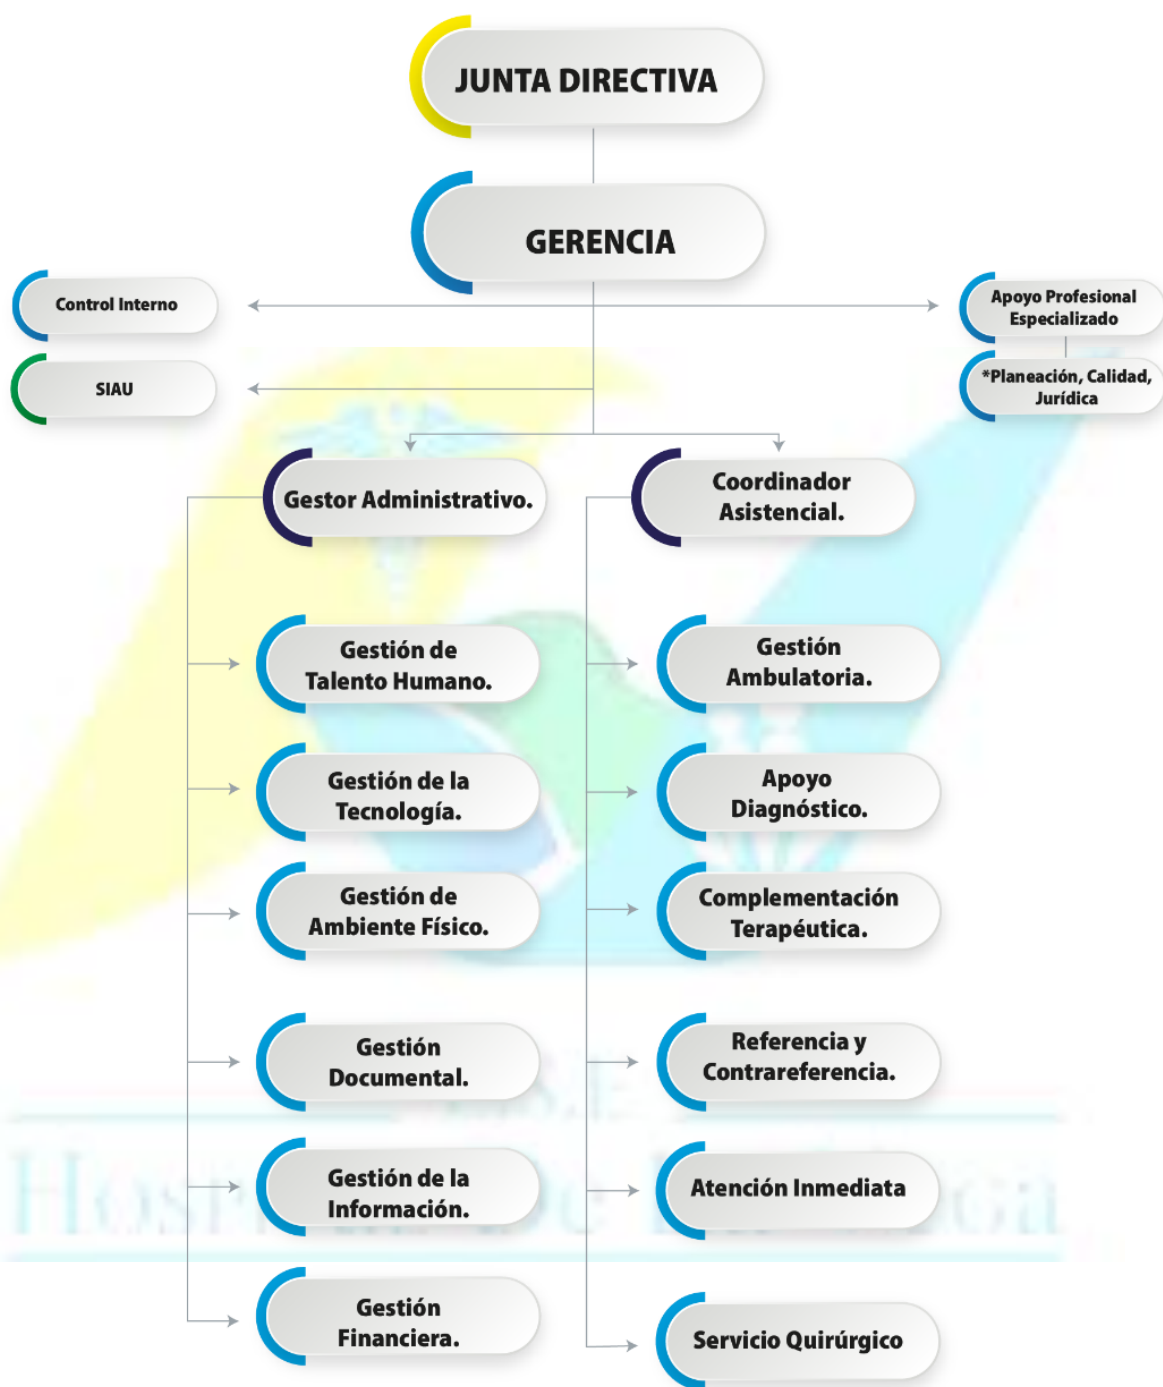 JUNTA DIRECTIVA
GERENCIA
Control Interno
Apoyo Profesional
Especializado
SIAU
*Planeación, Calidad,
Jurídica
Gestor Administrativo.
Coordinador
Asistencial.
Gestión de
Talento Humano.
Gestión
Ambulatoria.
Gestión de la
Tecnología.
Apoyo
Diagnóstico.
Gestión de
Ambiente Físico.
Complementación
Terapéutica.
Gestión
Documental.
Referencia y
Contrareferencia.
Gestión de la
Información.
Atención Inmediata
Gestión
Financiera.
Servicio Quirúrgico